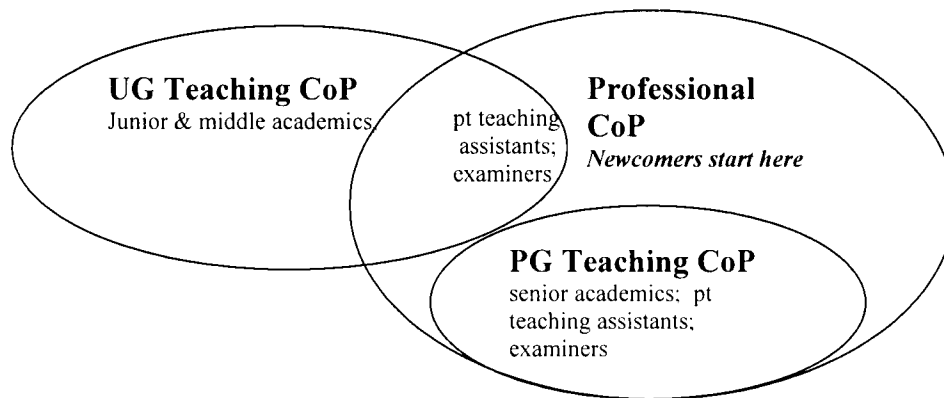 UG Teaching CoP
Junior & middle academics,
pt teaching
assistants;
examiners
Professional
CoP
Newcomers start here
PG Teaching CoP
senior academics; pt
teaching assistants;
examiners